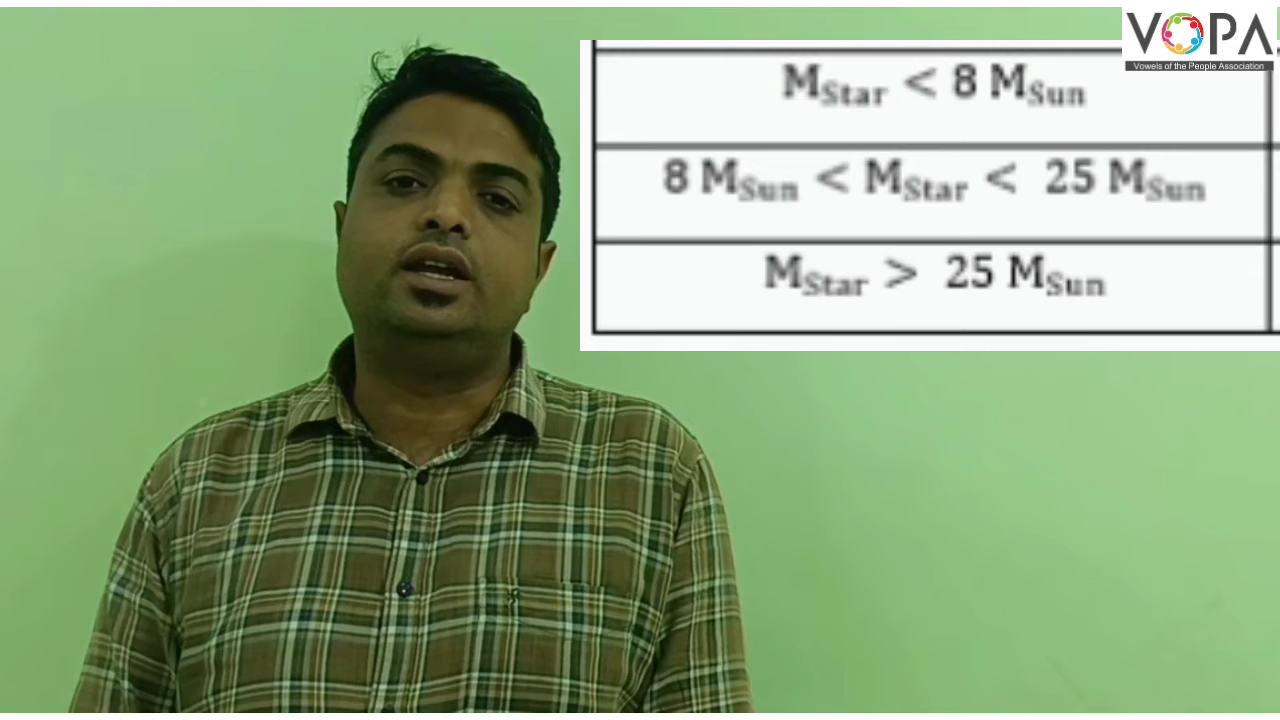 VOPA
Vowels of the People Association
M_Star < 8 M_Sun
8 M_Sun < M_Star < 25 M_Sun
M_Star > 25 M_Sun